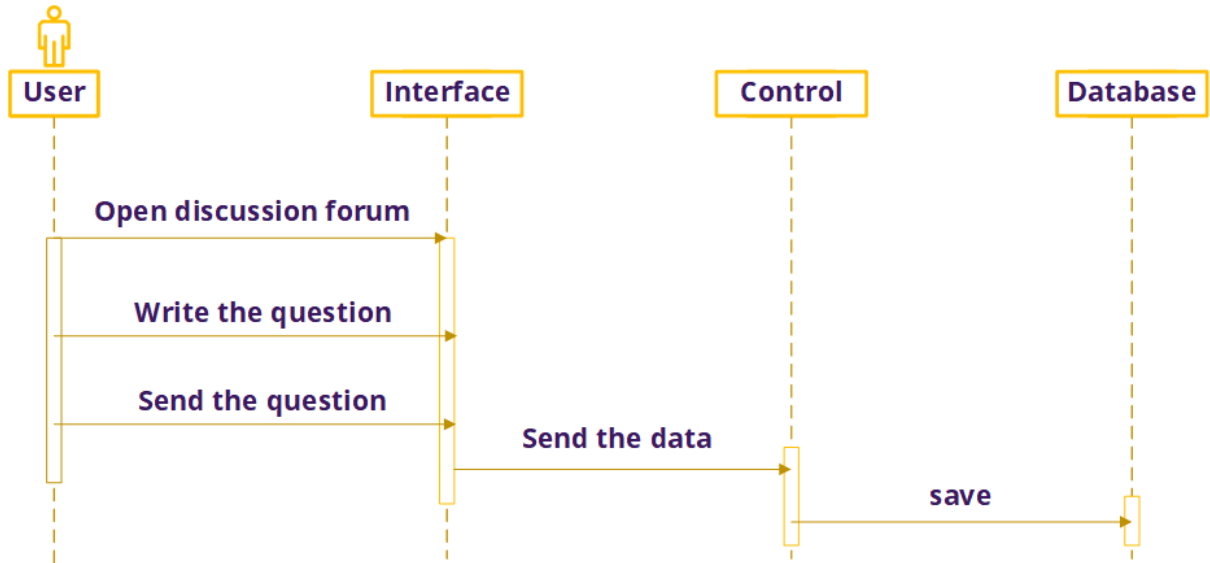 User
Interface
Control
Database
Open discussion forum
Write the question
Send the question
Send the data
save